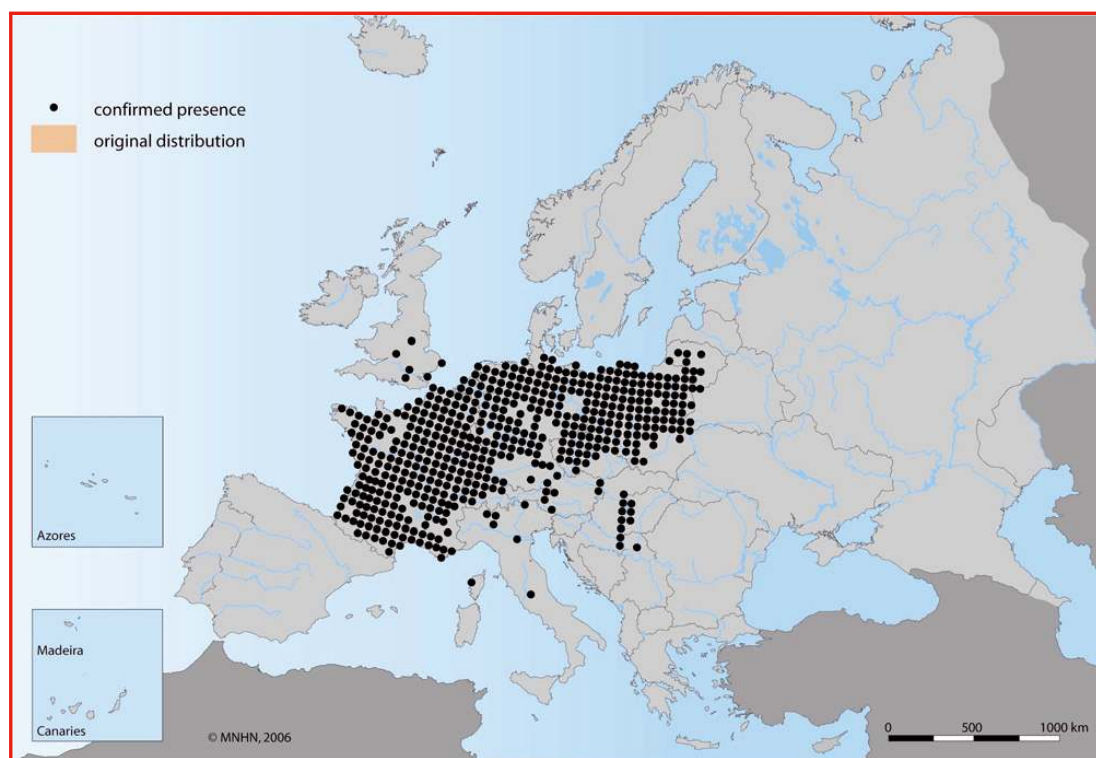 confirmed presence
original distribution
Azores
Madeira
Canaries
© MNHN, 2006
0 500 1000 km